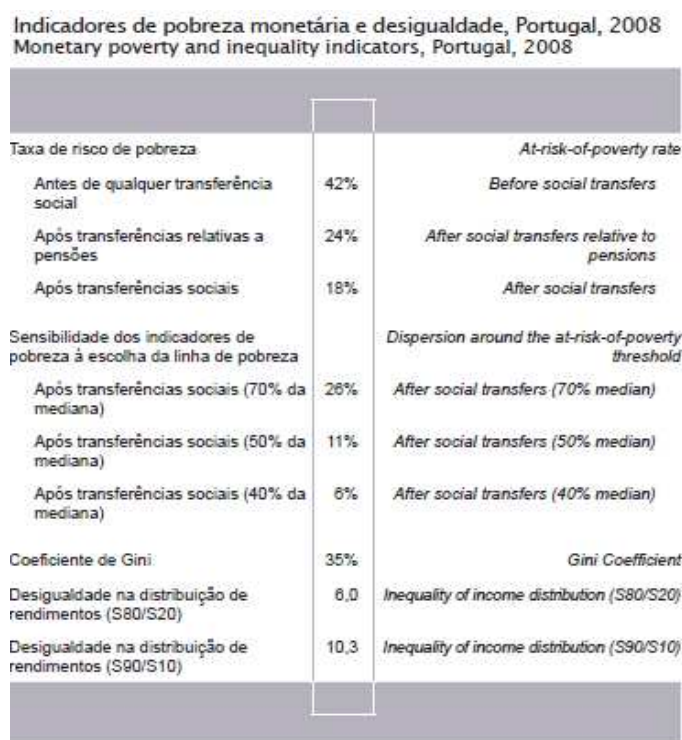 Indicadores de pobreza monetária e desigualdade, Portugal, 2008
Monetary poverty and inequality indicators, Portugal, 2008
Taxa de risco de pobreza At-risk-of-poverty rate
Antes de qualquer transferência 42% Before social transfers
social
Após transferências relativas a 24% After social transfers relative to
pensões pensions
Após transferências sociais 18% After social transfers
Sensibilidade dos indicadores de Dispersion around the at-risk-of-poverty
pobreza à escolha da linha de pobreza threshold
Após transferências sociais (70% da 26% After social transfers (70% median)
mediana)
Após transferências sociais (50% da 11% After social transfers (50% median)
mediana)
Após transferências sociais (40% da 6% After social transfers (40% median)
mediana)
Coeficiente de Gini 35% Gini Coefficient
Desigualdade na distribuição de 6,0 Inequality of income distribution (S80/S20)
rendimentos (S80/S20)
Desigualdade na distribuição de 10,3 Inequality of income distribution (S90/S10)
rendimentos (S90/S10)